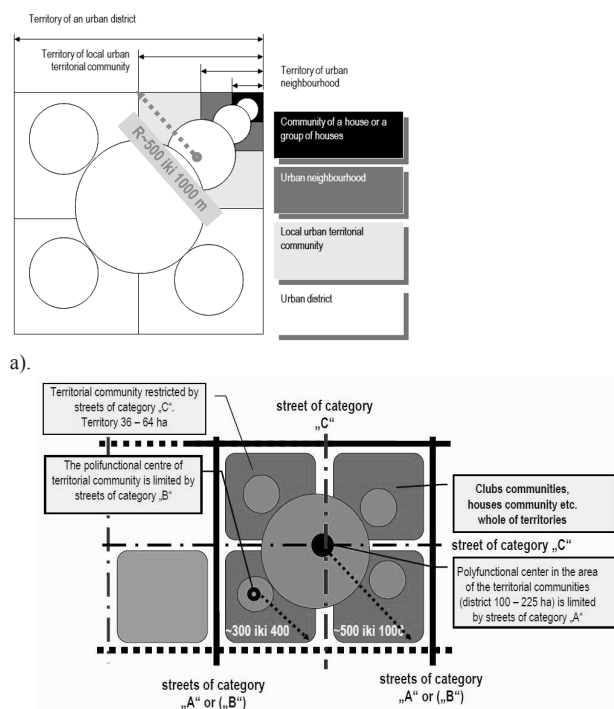 Territory of an urban district
Territory of local urban
territorial community
Territory of urban
neighbourhood
R~500 iki 1000 m
Community of a house or a
group of houses
Urban neighbourhood
Local urban territorial
community
Urban district
a).
Territorial community restricted by
streets of category „C“.
Territory 36 – 64 ha
street of category
„C“
The polifunctional centre of
territorial community is limited by
streets of category „B“
Clubs communities,
houses community etc.
whole of territories
street of category „C“
Polyfunctional center in the area
of the territorial communities
(district 100 – 225 ha) is limited
by streets of category „A“
~300 iki 400
~500 iki 100
streets of category
„A“ or („B“)
streets of category
„A“ or („B“)